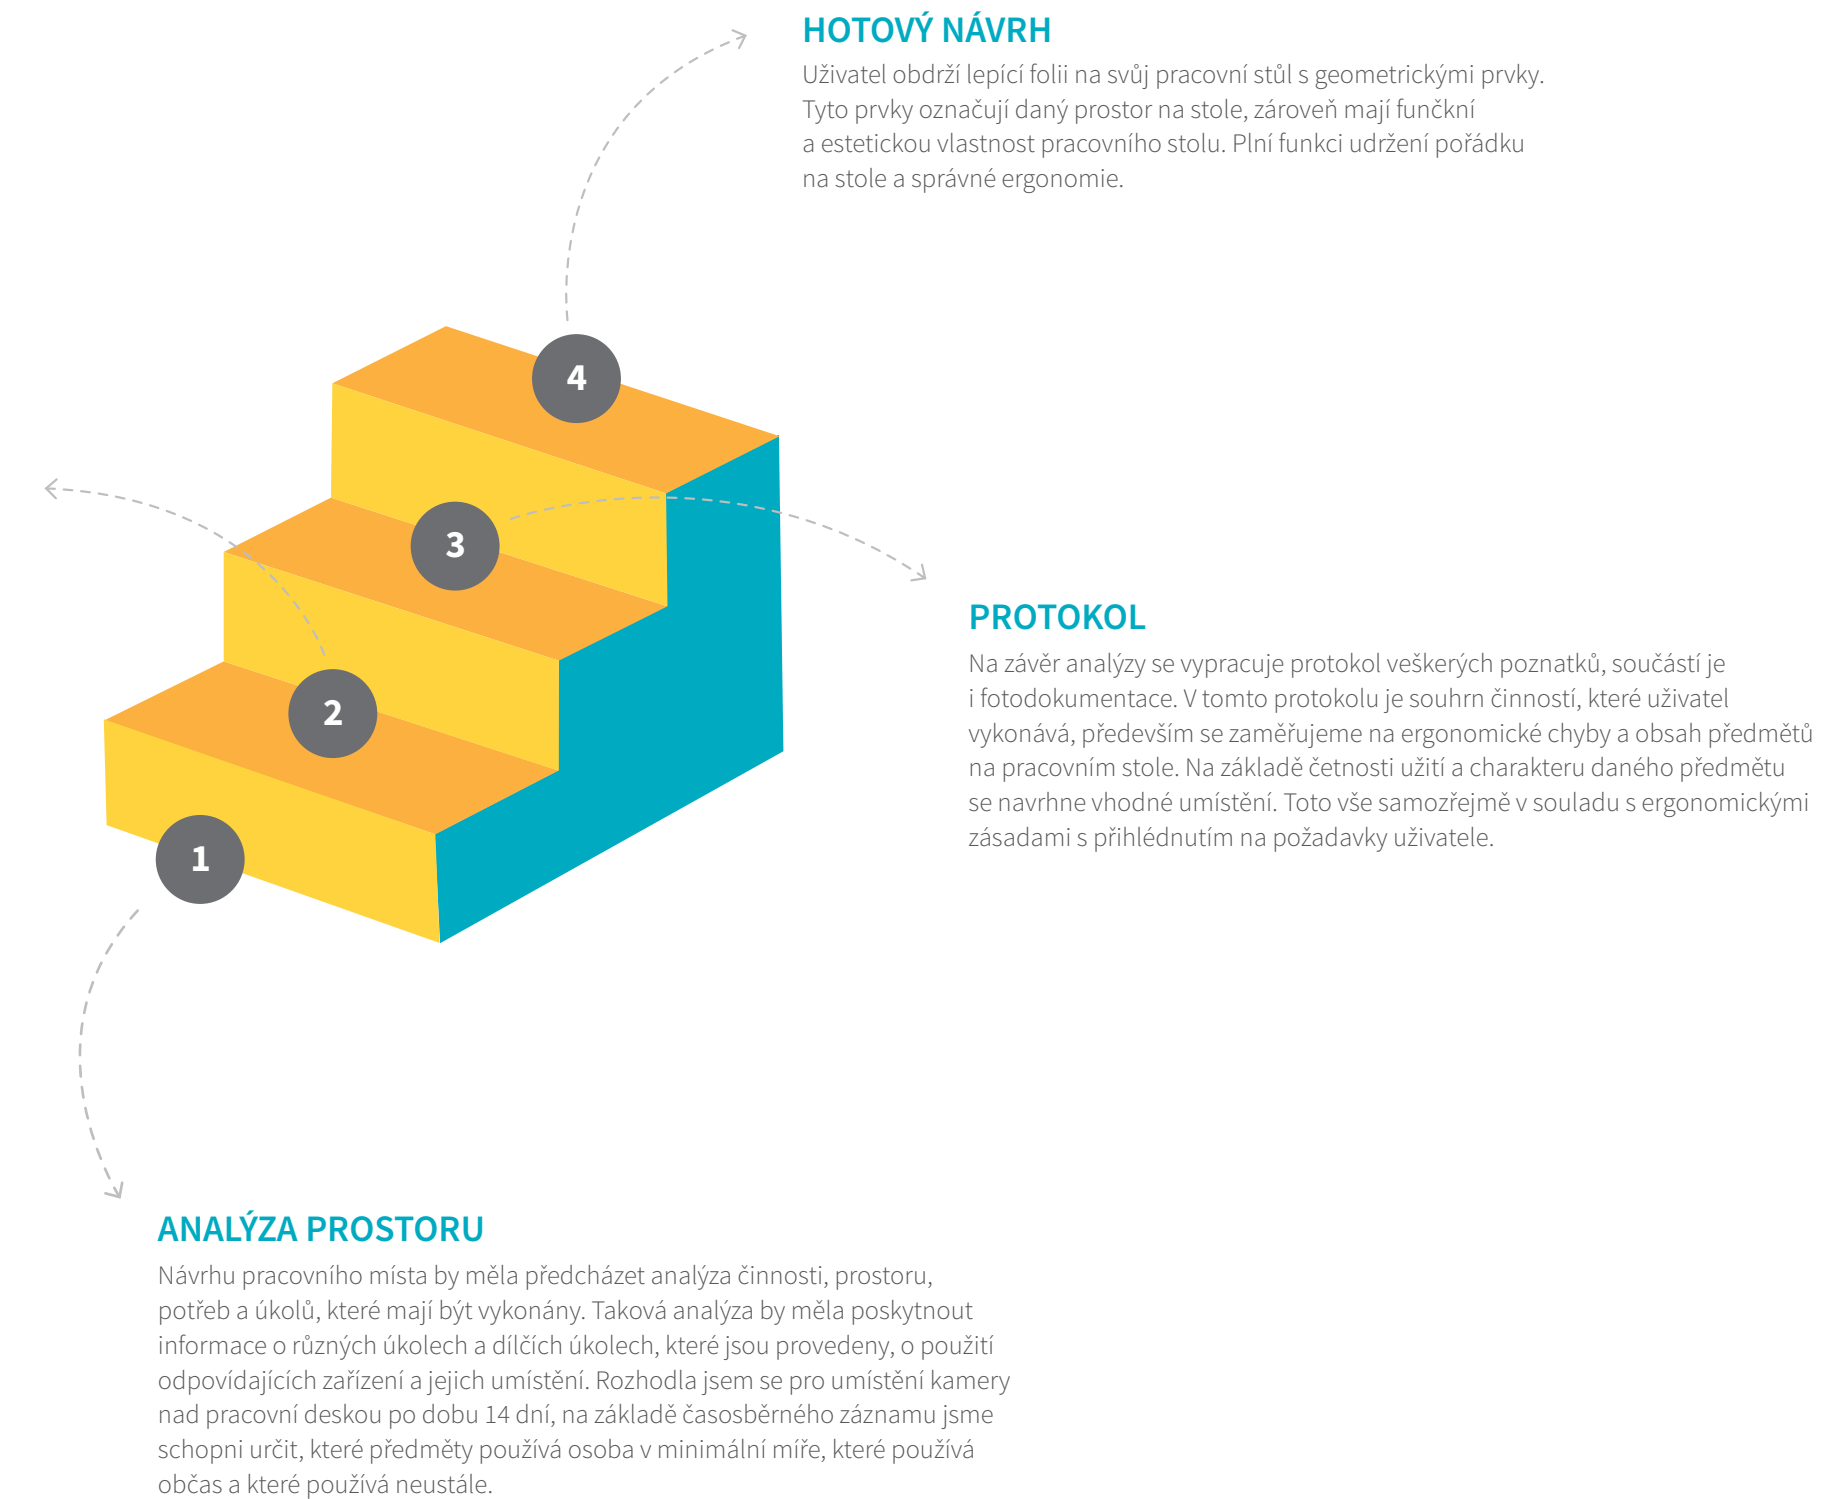 HOTOVÝ NÁVRH
Uživatel obdrží lepící folii na svůj pracovní stůl s geometrickými prvky.
Tyto prvky označují daný prostor na stole, zároveň mají funčkní
a estetickou vlastnost pracovního stolu. Plní funkci udržení pořádku
na stole a správné ergonomie.
4
3
2
1
PROTOKOL
Na závěr analýzy se vypracuje protokol veškerých poznatků, součástí je
i fotodokumentace. V tomto protokolu je souhrn činností, které uživatel
vykonává, především se zaměřujeme na ergonomické chyby a obsah předmětů
na pracovním stole. Na základě četnosti užití a charakteru daného předmětu
se navrhne vhodné umístění. Toto vše samozřejmě v souladu s ergonomickými
zásadami s přihlédnutím na požadavky uživatele.
ANALÝZA PROSTORU
Návrhu pracovního místa by měla předcházet analýza činnosti, prostoru,
potřeb a úkolů, které mají být vykonány. Taková analýza by měla poskytnout
informace o různých úkolech a dílčích úkolech, které jsou provedeny, o použití
odpovídajících zařízení a jejich umístění. Rozhodla jsem se pro umístění kamery
nad pracovní deskou po dobu 14 dní, na základě časosběrného záznamu jsme
schopni určit, které předměty používá osoba v minimální míře, které používá
občas a které používá neustále.